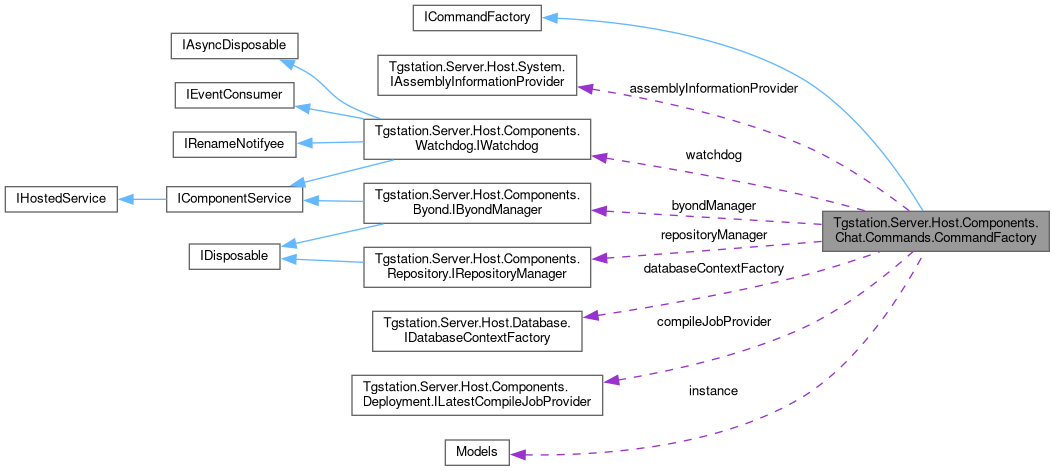 ICommandFactory
IAsyncDisposable
Tgstation.Server.Host.System.
IAssemblyInformationProvider
assemblyInformationProvider
IEventConsumer
IRenameNotifyee
Tgstation.Server.Host.Components.
Watchdog.IWatchdog
watchdog
IHostedService
IComponentService
Tgstation.Server.Host.Components.
Byond.IByondManager
byondManager
Tgstation.Server.Host.Components.
Chat.Commands.CommandFactory
repositoryManager
IDisposable
Tgstation.Server.Host.Components.
Repository.IRepositoryManager
databaseContextFactory
Tgstation.Server.Host.Database.
IDatabaseContextFactory
compileJobProvider
Tgstation.Server.Host.Components.
Deployment.ILatestCompileJobProvider
instance
Models